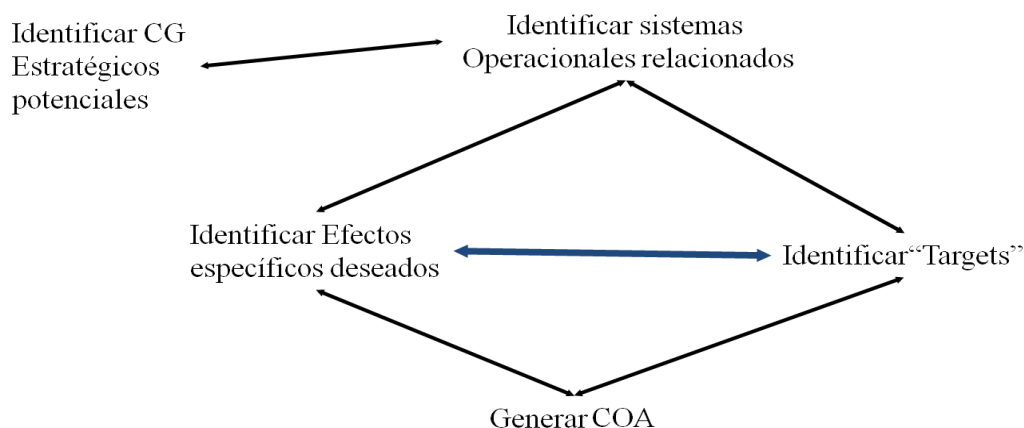 Identificar CG
Estratégicos
potenciales
Identificar sistemas
Operacionales relacionados
Identificar Efectos
específicos deseados
Identificar“Targets”
Generar COA